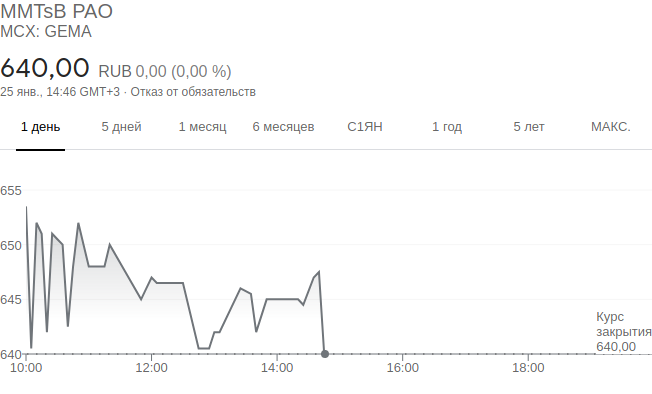 MMTsB PAO
MCX: GEMA
640,00 RUB 0,00 (0,00 %)
25 янв., 14:46 GMT+3 · Отказ от обязательств
1 день 5 дней 1 месяц 6 месяцев С1ЯН 1 год 5 лет МАКС.
655
650
645
Курс
закрытия
640,00
640
10:00 12:00 14:00 16:00 18:00